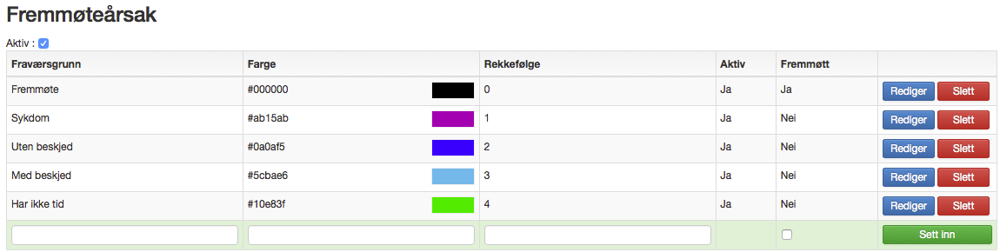 Fremmøteårsak
Aktiv :
Fraværsgrunn Farge Rekkefølge Aktiv Fremmøtt
Fremmøte #000000 0 Ja Ja Rediger Slett
Sykdom #ab15ab 1 Ja Nei Rediger Slett
Uten beskjed #0a0af5 2 Ja Nei Rediger Slett
Med beskjed #5cbae6 3 Ja Nei Rediger Slett
Har ikke tid #10e83f 4 Ja Nei Rediger Slett
Sett inn